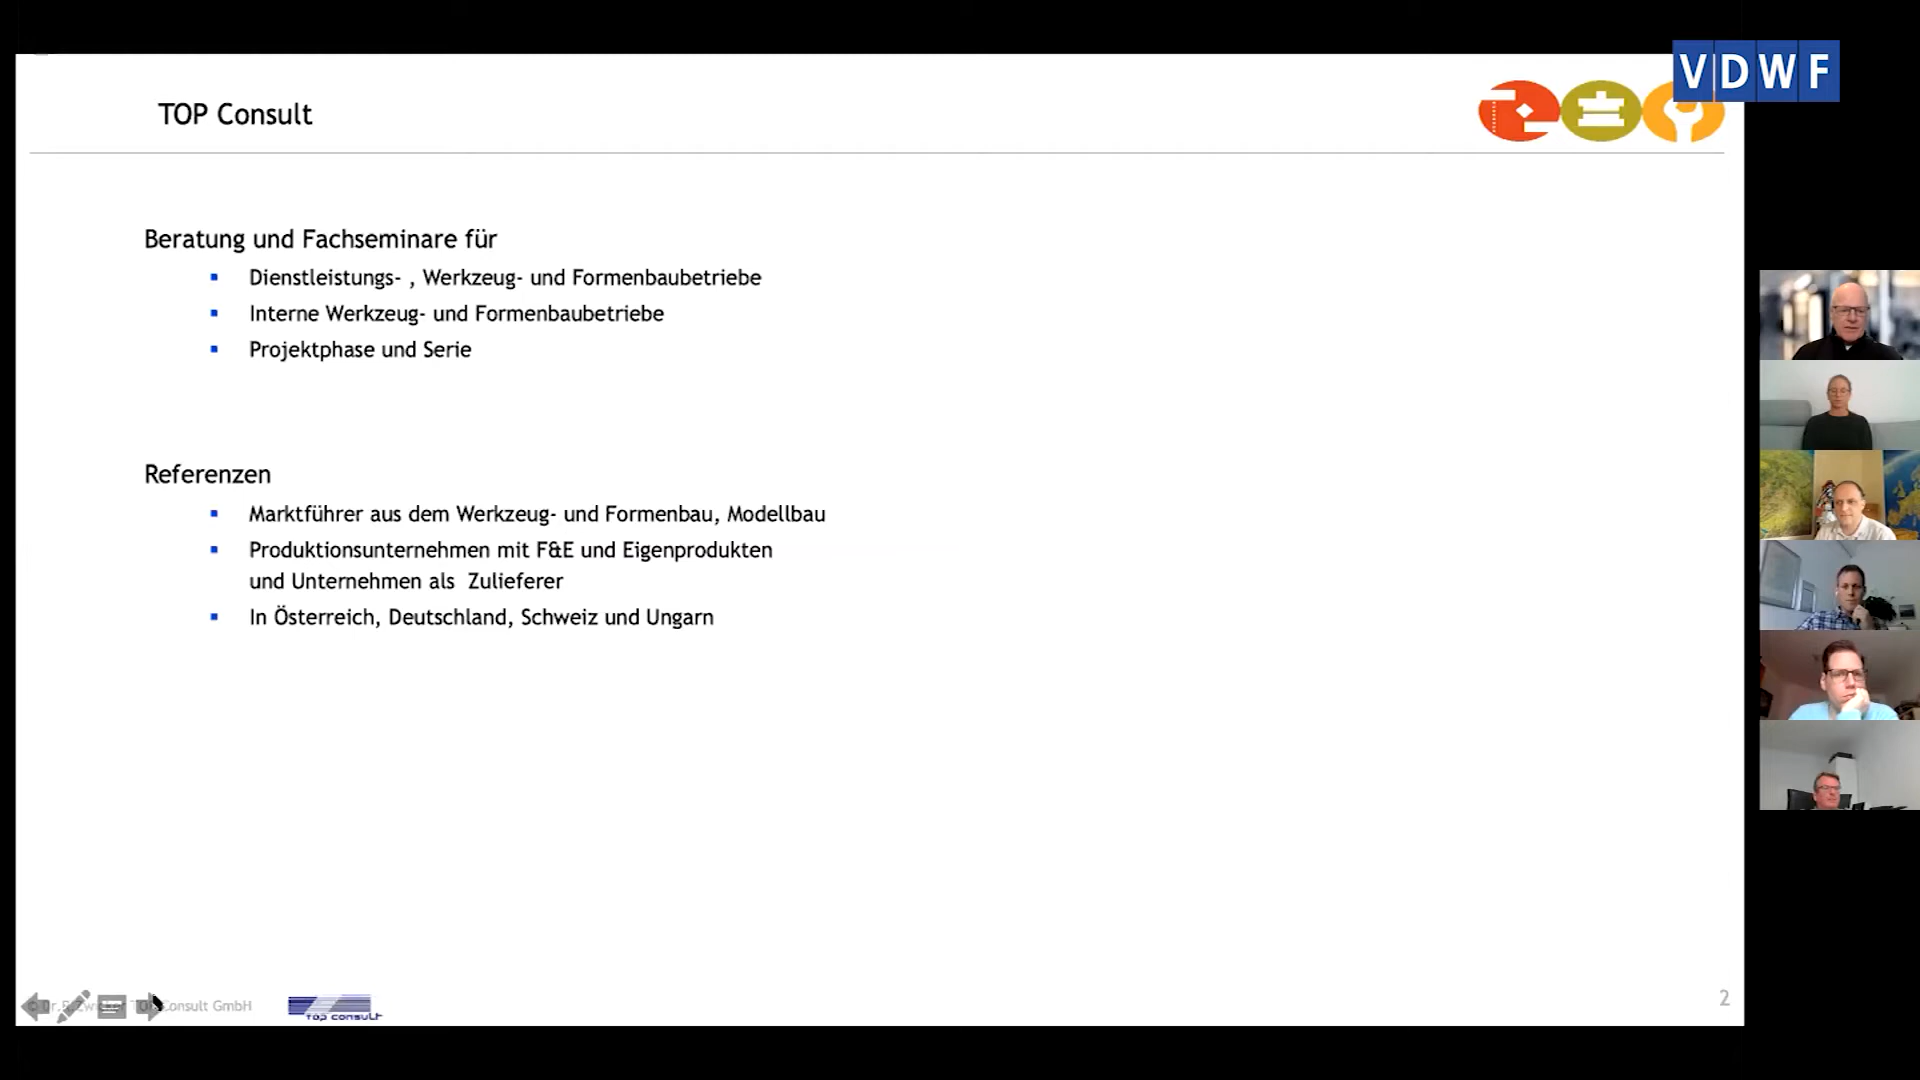 VDWF
TOP Consult
Beratung und Fachseminare für
Dienstleistungs- , Werkzeug- und Formenbaubetriebe
Interne Werkzeug- und Formenbaubetriebe
Projektphase und Serie
Referenzen
Marktführer aus dem Werkzeug- und Formenbau, Modellbau
Produktionsunternehmen mit F&E und Eigenprodukten
und Unternehmen als  Zulieferer
In Österreich, Deutschland, Schweiz und Ungarn
Consult GmbH
TOP CONSULT
2